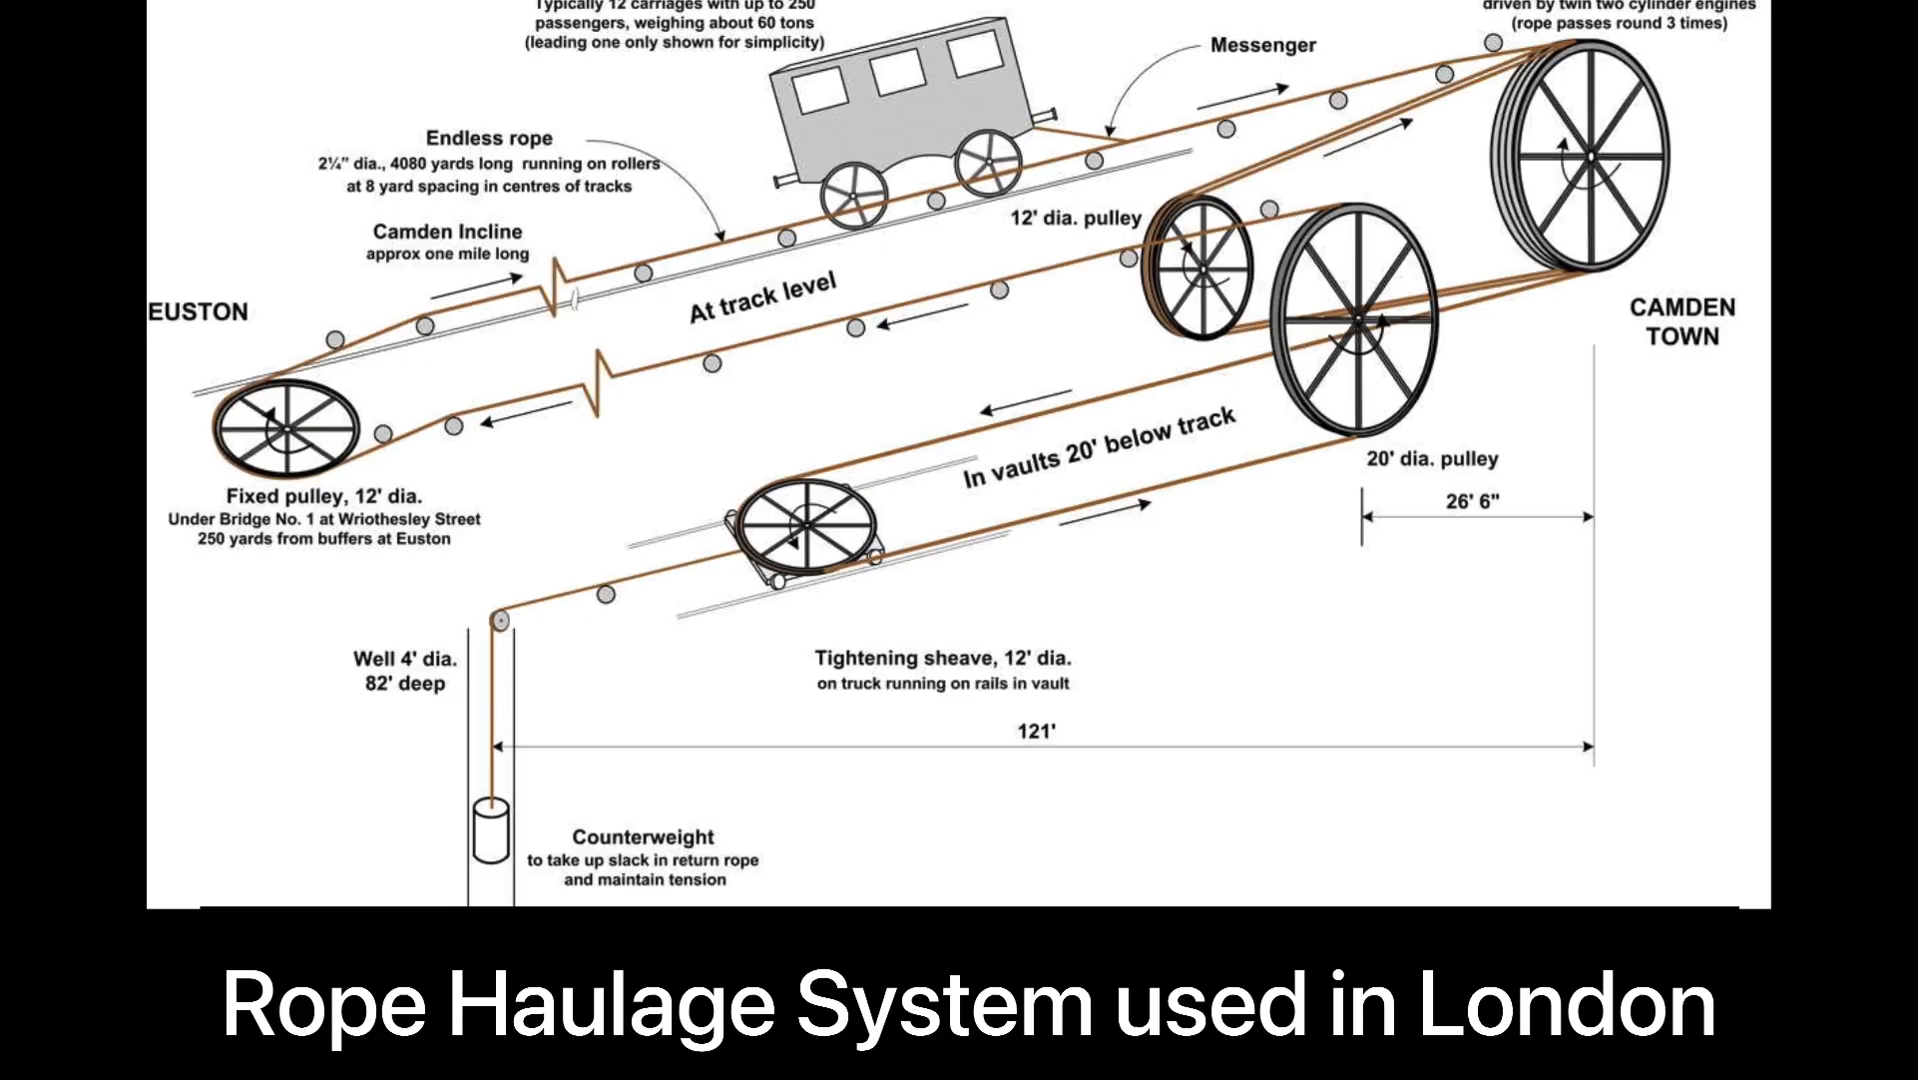 Typically 12 carriages with up to 250
passengers, weighing about 60 tons
(leading one only shown for simplicity)
driven by twin two cylinder engines
(rope passes round 3 times)
Messenger
Endless rope
2¼” dia., 4080 yards long running on rollers
at 8 yard spacing in centres of tracks
Camden Incline
approx one mile long
12' dia. pulley
At track level
EUSTON
CAMDEN
TOWN
In vaults 20' below track
20' dia. pulley
26' 6"
Fixed pulley, 12' dia.
Under Bridge No. 1 at Wriothesley Street
250 yards from buffers at Euston
Well 4' dia.
82' deep
Tightening sheave, 12' dia.
on truck running on rails in vault
121'
Counterweight
to take up slack in return rope
and maintain tension
Rope Haulage System used in London